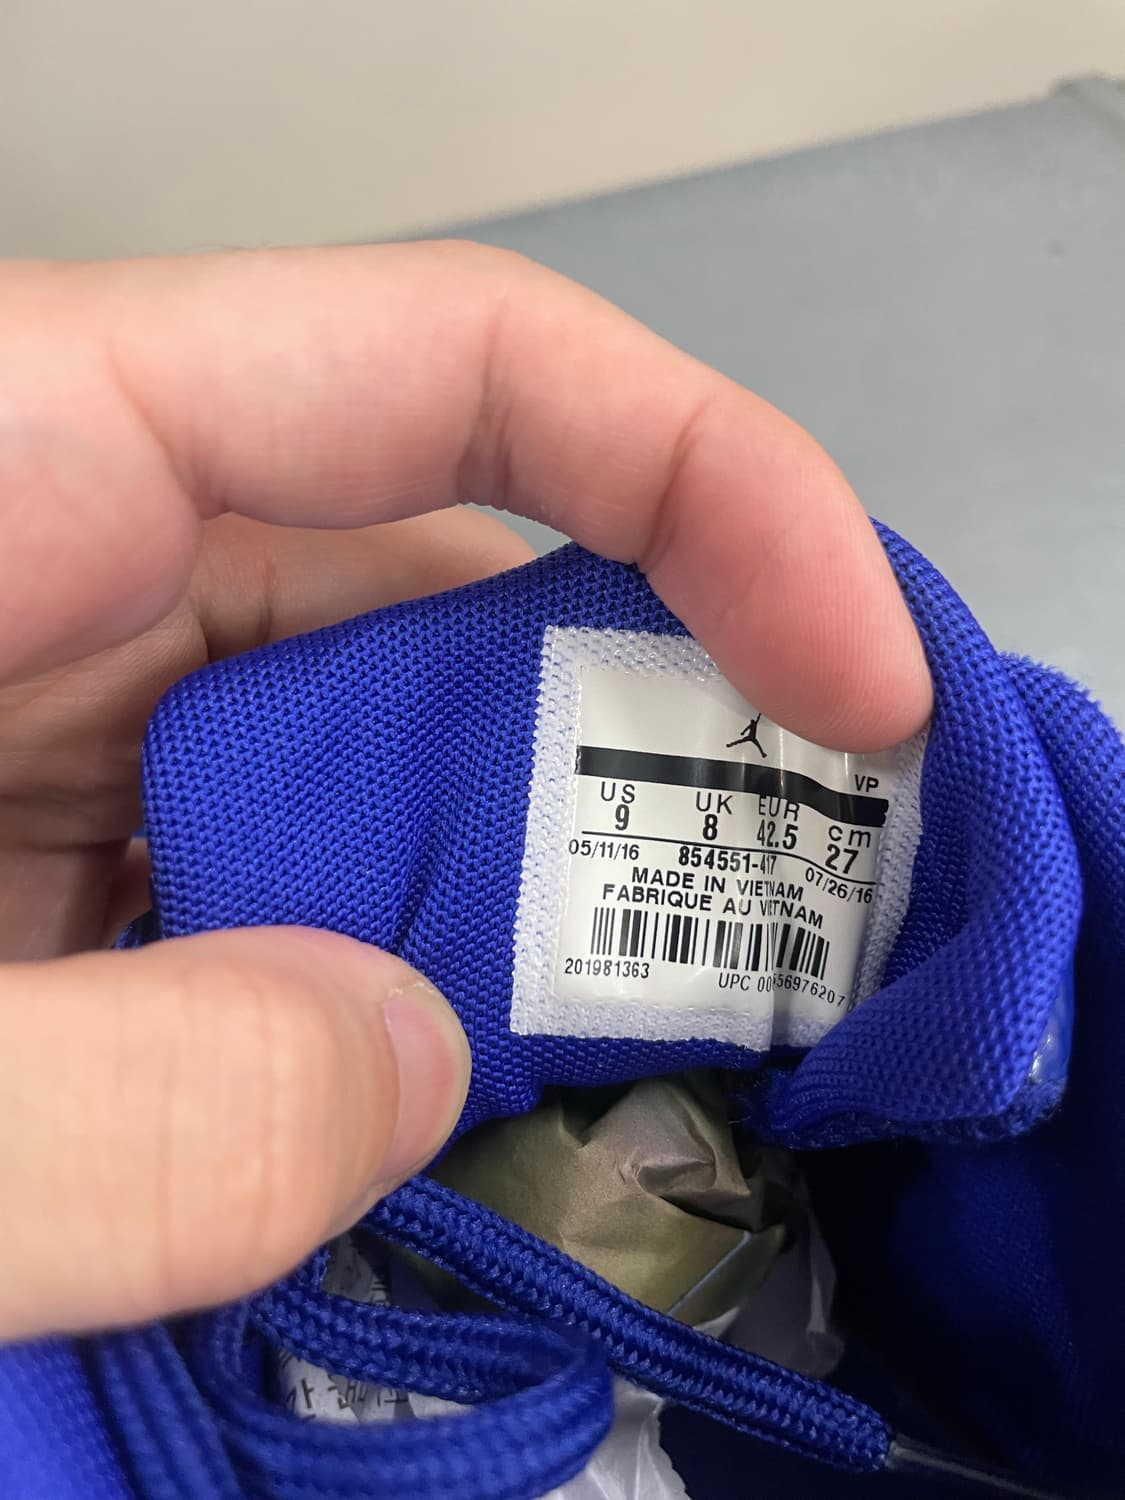 VP
US UK EUR cm
9 8 42.5 27
05/11/16 854551-417 07/26/16
MADE IN VIETNAM
FABRIQUE AU VIETNAM
201981363 UPC